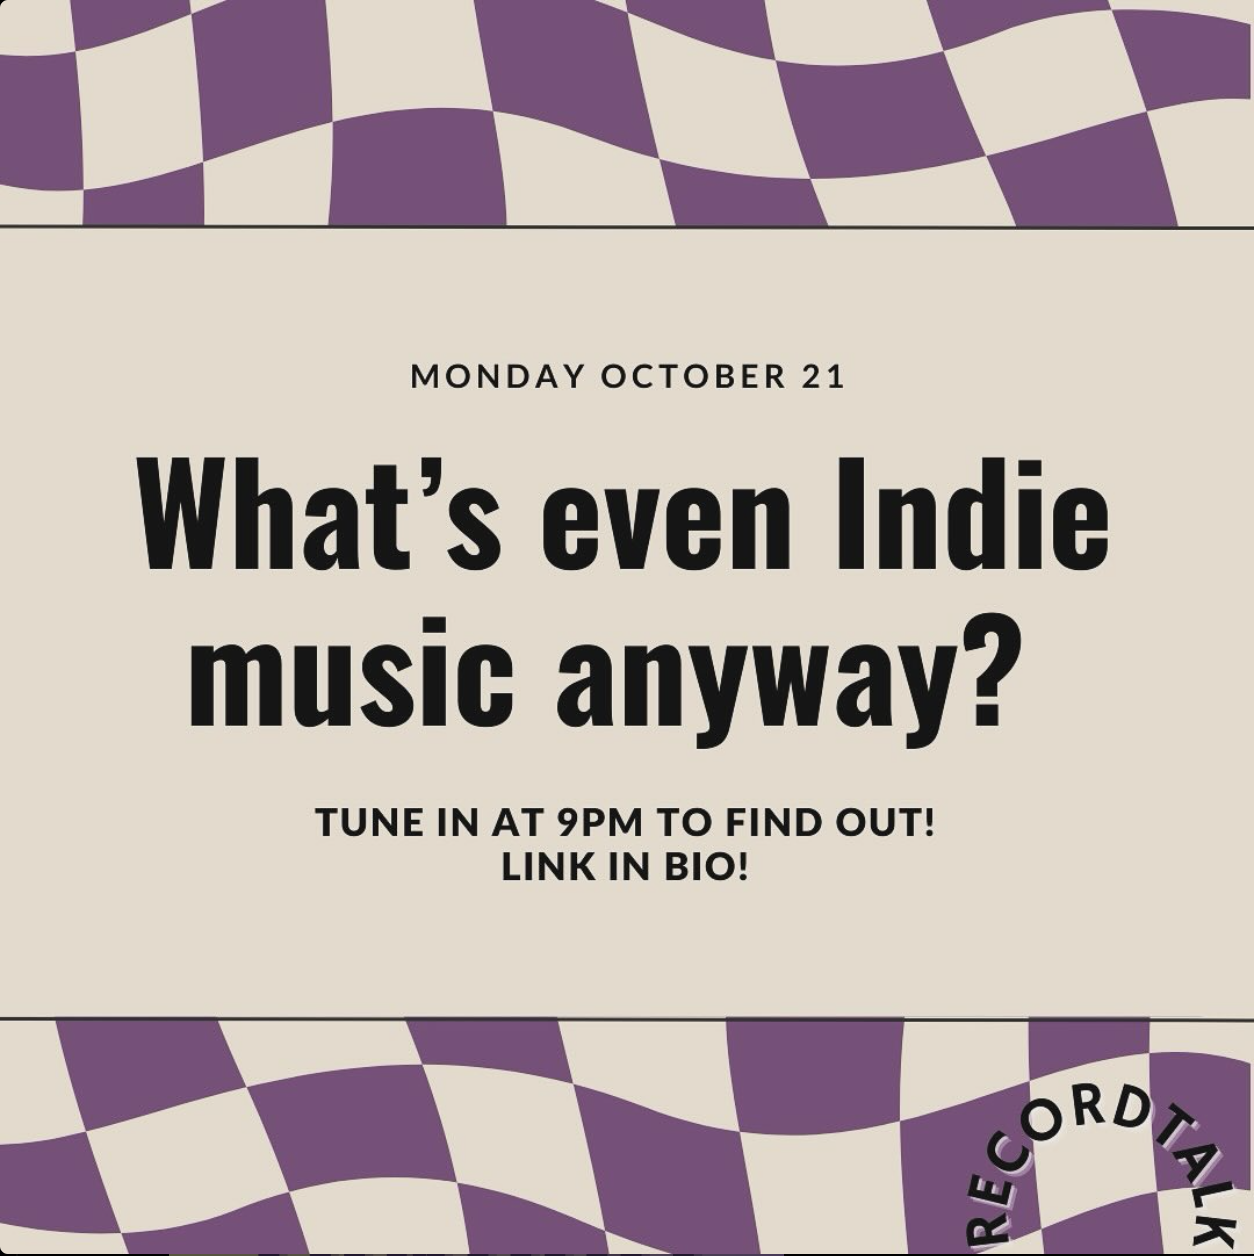 MONDAY OCTOBER 21
What’s even Indie
music anyway?
TUNE IN AT 9PM TO FIND OUT!
LINK IN BIO!
RECORDTALK